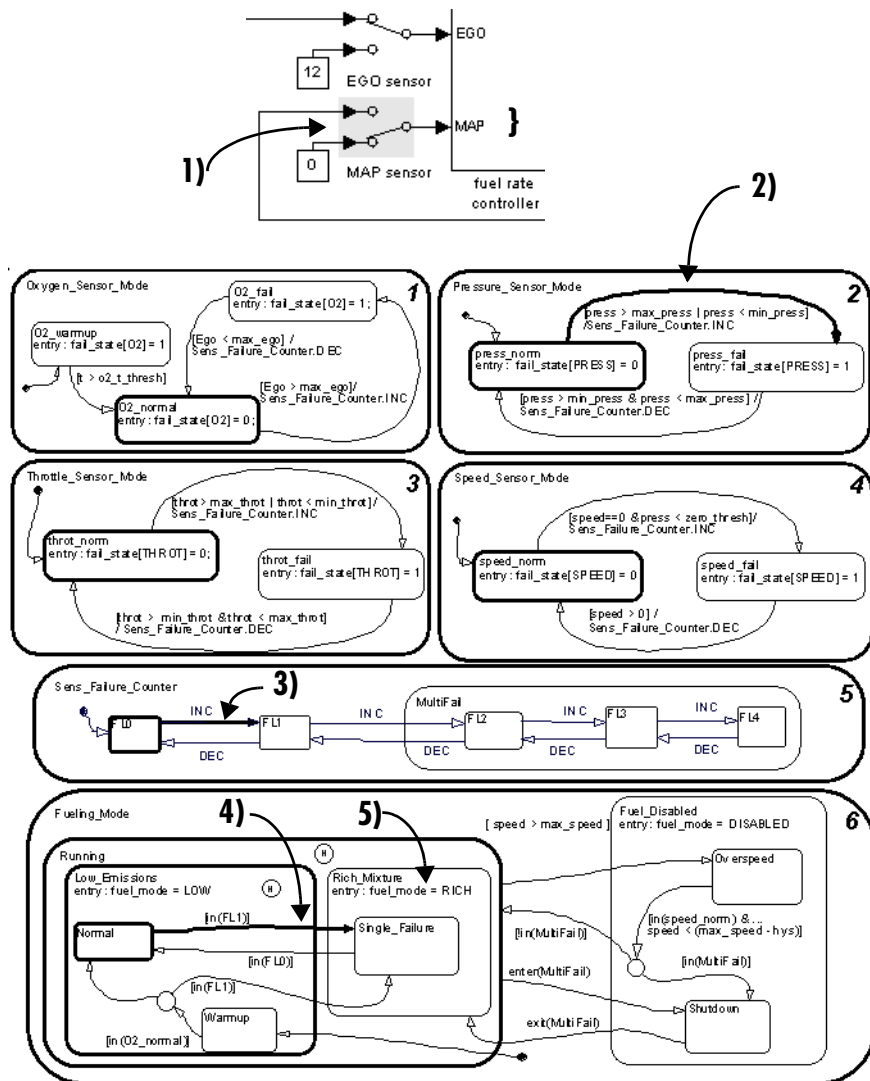 EGO
12
EGO sensor
MAP }
1)
0
MAP sensor
fuel rate
controller
2)
Oxygen_Sensor_Mode
1
O2_fail
entry: fail_state[O2] = 1;
O2_warmup
entry: fail_state[O2] = 1
[Ego < max_ego] /
Sens_Failure_Counter.DEC
[t > o2_t_thresh]
[Ego > max_ego]/
Sens_Failure_Counter.INC
O2_normal
entry: fail_state[O2] = 0;
Pressure_Sensor_Mode
2
[press > max_press | press < min_press]
/Sens_Failure_Counter.INC
press_norm
entry: fail_state[PRESS] = 0
press_fail
entry: fail_state[PRESS] = 1
[press > min_press & press < max_press] /
Sens_Failure_Counter.DEC
Throttle_Sensor_Mode
3
[throt > max_throt | throt < min_throt]/
Sens_Failure_Counter.INC
throt_norm
entry: fail_state[THROT] = 0;
throt_fail
entry: fail_state[THROT] = 1
[throt > min_throt &throt < max_throt]
/ Sens_Failure_Counter.DEC
Speed_Sensor_Mode
4
[speed==0 &press < zero_thresh]/
Sens_Failure_Counter.INC
speed_norm
entry: fail_state[SPEED] = 0
speed_fail
entry: fail_state[SPEED] = 1
[speed > 0] /
Sens_Failure_Counter.DEC
Sens_Failure_Counter
3)
5
MultiFail
INC
INC
INC
INC
FL0
FL1
FL2
FL3
FL4
DEC
DEC
DEC
DEC
Fueling_Mode
4)
5)
[ speed > max_speed ]
Fuel_Disabled
entry: fuel_mode = DISABLED
6
Running
H
Low_Emissions
entry: fuel_mode = LOW
H
Rich_Mixture
entry: fuel_mode = RICH
Overspeed
[in(FL1)]
Normal
Single_Failure
[in(speed_norm) &...
speed < (max_speed - hys)]
[in(FL0)]
[!in(MultiFail)]
[in(MultiFail)]
[in(FL1)]
enter(MultiFail)
Warmup
Shutdown
[in(O2_normal)]
exit(MultiFail)